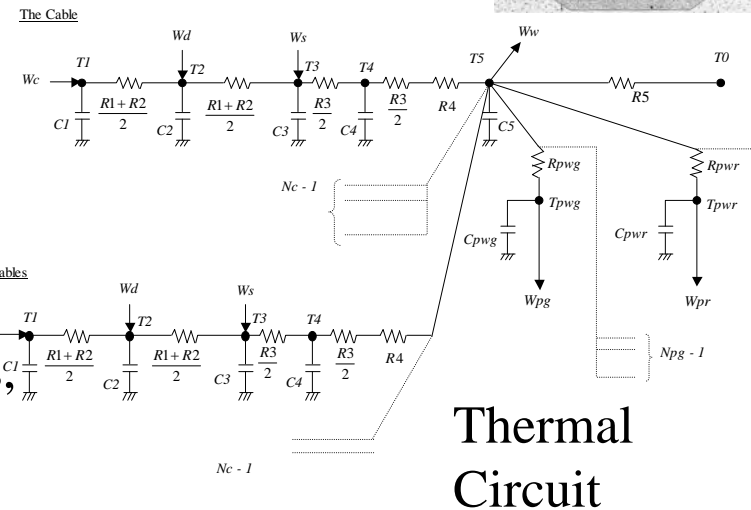 The Cable
Wc
T1
Wd
T2
Ws
T3
T4
T5
Ww
T0
C1
R1+ R2
2
C2
R1+ R2
2
C3
R3
2
C4
R3
2
R4
C5
R5
Nc - 1
Rpwg
Tpwg
Cpwg
Wpg
Rpwr
Tpwr
Cpwr
Wpr
ables
T1
Wd
T2
Ws
T3
T4
C1
R1+ R2
2
C2
R1+ R2
2
C3
R3
2
C4
R3
2
R4
,
Npg - 1
Nc - 1
Thermal
Circuit